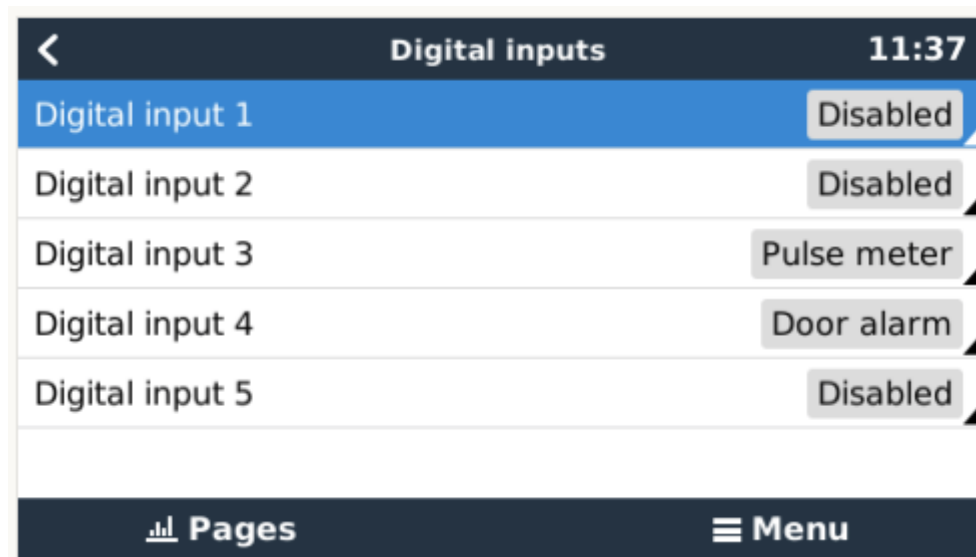 Digital inputs 11:37
Digital input 1 Disabled
Digital input 2 Disabled
Digital input 3 Pulse meter
Digital input 4 Door alarm
Digital input 5 Disabled
Pages Menu